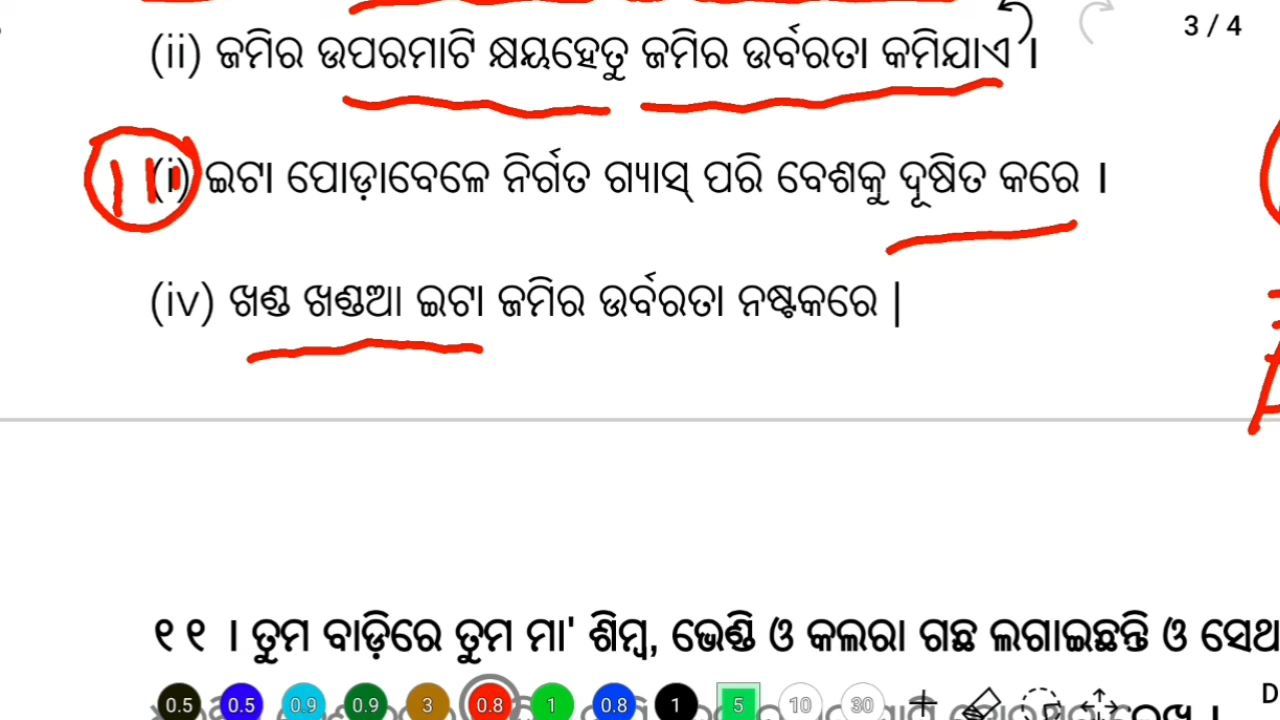 3 / 4
(ii) ଜମିର ଉପରମାଟି କ୍ଷୟହେତୁ ଜମିର ଉର୍ବରତା କମିଯାଏ ।
(i) ଇଟା ପୋଡ଼ାବେଳେ ନିର୍ଗତ ଗ୍ୟାସ୍ ପରି ବେଶକୁ ଦୂଷିତ କରେ ।
(iv) ଖଣ୍ଡ ଖଣ୍ଡଆ ଇଟା ଜମିର ଉର୍ବରତା ନଷ୍ଟକରେ |
୧୧ । ତୁମ ବାଡ଼ିରେ ତୁମ ମା' ଶିମ୍ବ, ଭେଣ୍ଡି ଓ କଲରା ଗଛ ଲଗାଇଛନ୍ତି ଓ ସେଥ
0.5 0.5 0.9 0.9 3 0.8 1 0.8 1 5 10 30